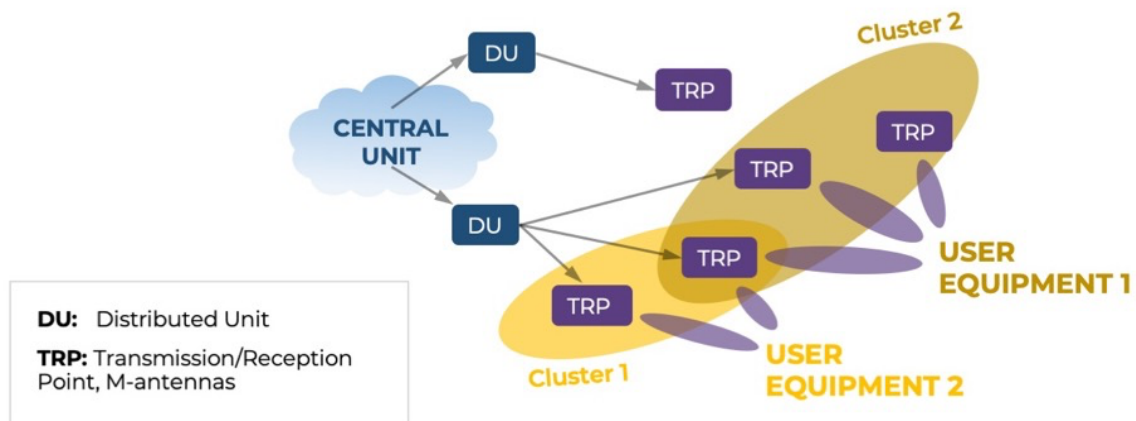 Cluster 2
DU
TRP
CENTRAL
UNIT
TRP
TRP
DU
TRP
USER
EQUIPMENT 1
TRP
DU: Distributed Unit
TRP: Transmission/Reception
Point, M-antennas
Cluster 1
USER
EQUIPMENT 2